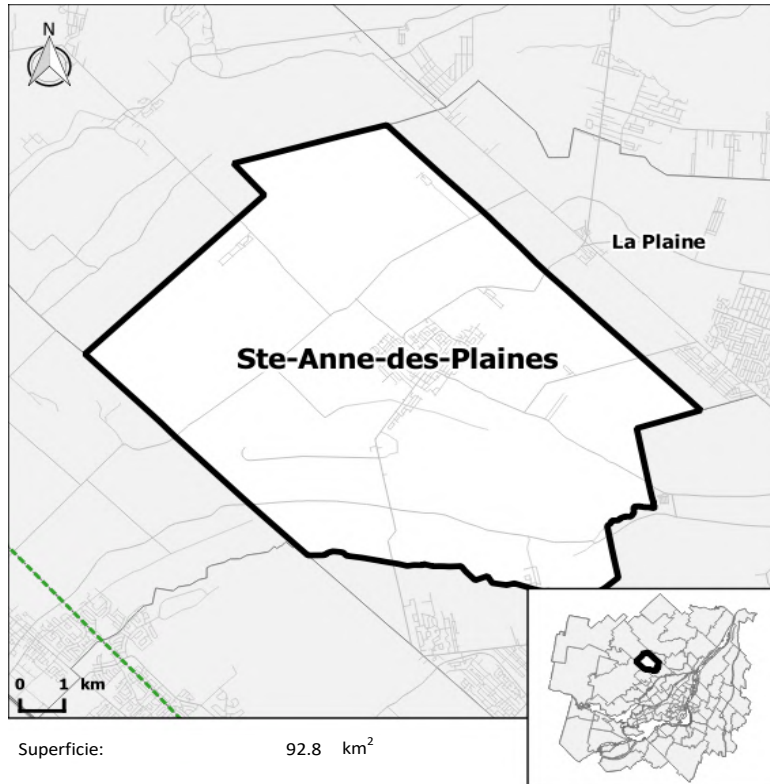 N
La Plaine
Ste-Anne-des-Plaines
0 1 km
Superficie: 92.8 km²